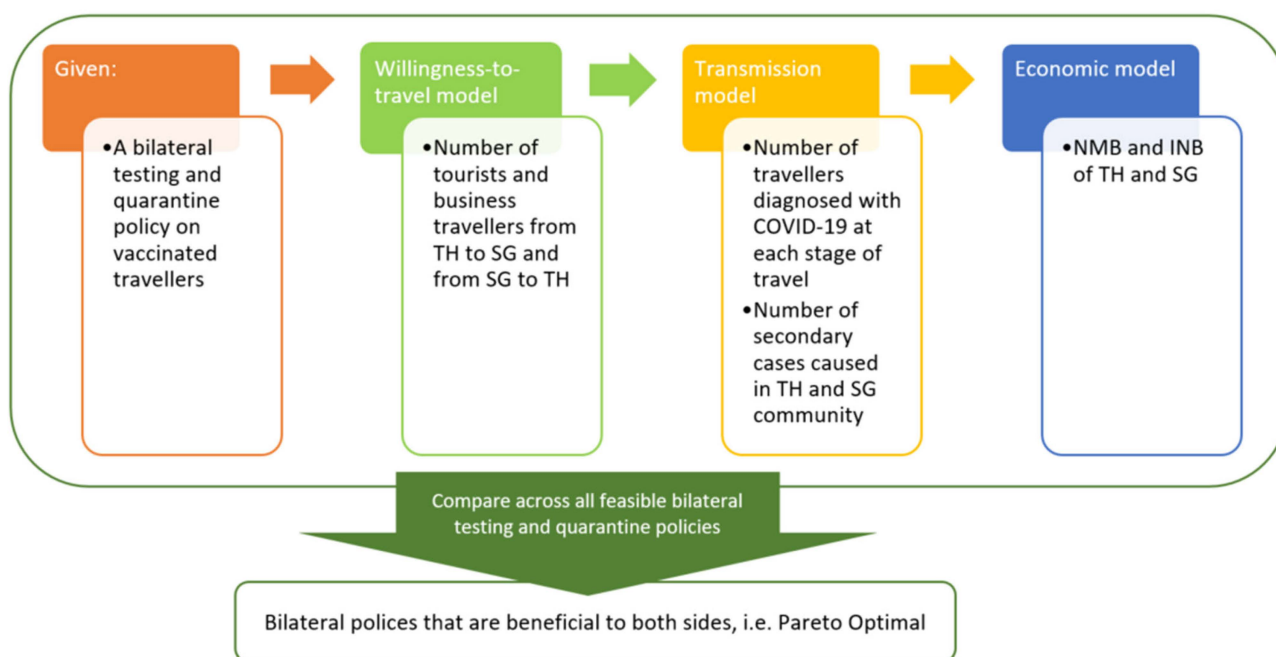 Given:
•A bilateral
testing and
quarantine
policy on
vaccinated
travellers
Willingness-to-
travel model
•Number of
tourists and
business
travellers from
TH to SG and
from SG to TH
Transmission
model
•Number of
travellers
diagnosed with
COVID-19 at
each stage of
travel
•Number of
secondary
cases caused
in TH and SG
community
Economic model
•NMB and INB
of TH and SG
Compare across all feasible bilateral
testing and quarantine policies
Bilateral polices that are beneficial to both sides, i.e. Pareto Optimal